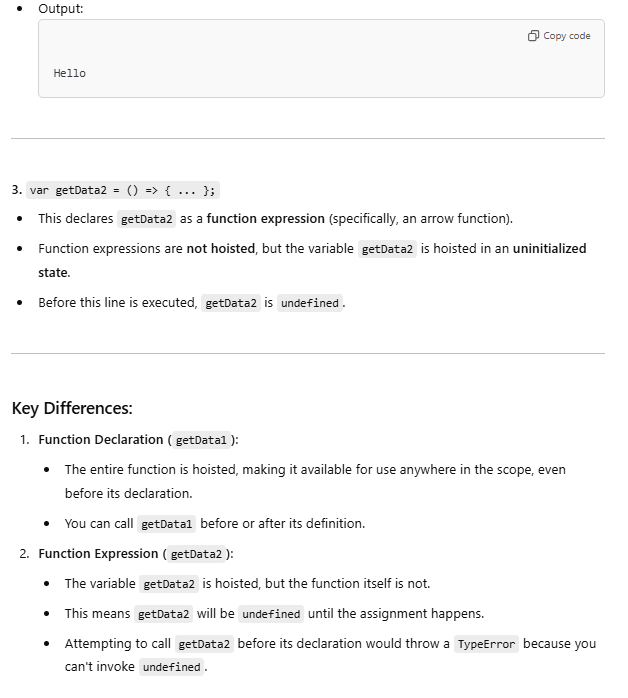 • Output:
Copy code
Hello
3. var getData2 = () => { ... };
• This declares getData2 as a function expression (specifically, an arrow function).
• Function expressions are not hoisted, but the variable getData2 is hoisted in an uninitialized
state.
• Before this line is executed, getData2 is undefined.
Key Differences:
1. Function Declaration (getData1):
• The entire function is hoisted, making it available for use anywhere in the scope, even
before its declaration.
• You can call getData1 before or after its definition.
2. Function Expression (getData2):
• The variable getData2 is hoisted, but the function itself is not.
• This means getData2 will be undefined until the assignment happens.
• Attempting to call getData2 before its declaration would throw a TypeError because you
can't invoke undefined.